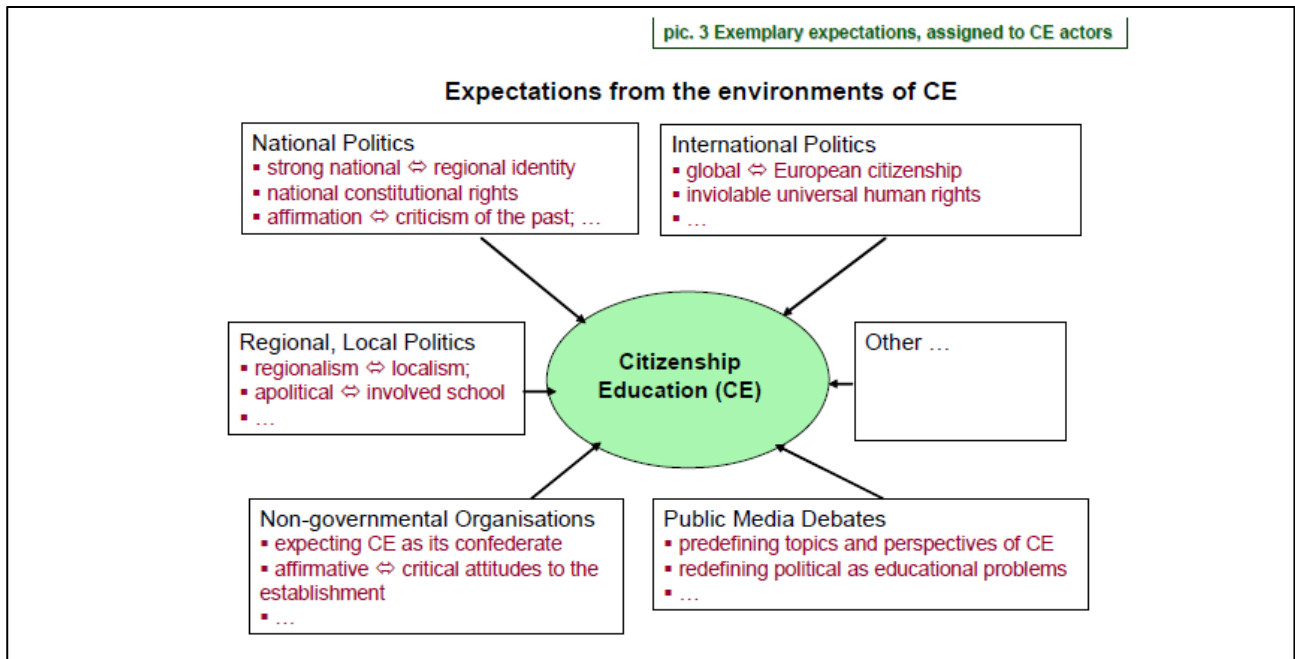 pic. 3 Exemplary expectations, assigned to CE actors
Expectations from the environments of CE
National Politics
▪ strong national ⇔ regional identity
▪ national constitutional rights
▪ affirmation ⇔ criticism of the past; …
International Politics
▪ global ⇔ European citizenship
▪ inviolable universal human rights
▪ …
Regional, Local Politics
▪ regionalism ⇔ localism;
▪ apolitical ⇔ involved school
▪ …
Citizenship
Education (CE)
Other …
Non-governmental Organisations
▪ expecting CE as its confederate
▪ affirmative ⇔ critical attitudes to the
establishment
▪ …
Public Media Debates
▪ predefining topics and perspectives of CE
▪ redefining political as educational problems
▪ …